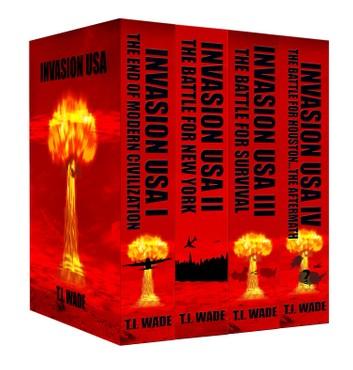 INVASION USA
T.I. WADE
INVASION USA I
THE END OF MODERN CIVILIZATION
T.I. WADE
INVASION USA II
THE BATTLE FOR NEW YORK
T.I. WADE
INVASION USA III
THE BATTLE FOR SURVIVAL
T.I. WADE
INVASION USA IV
THE BATTLE FOR HOUSTON.. THE AFTERMATH
T.I. WADE